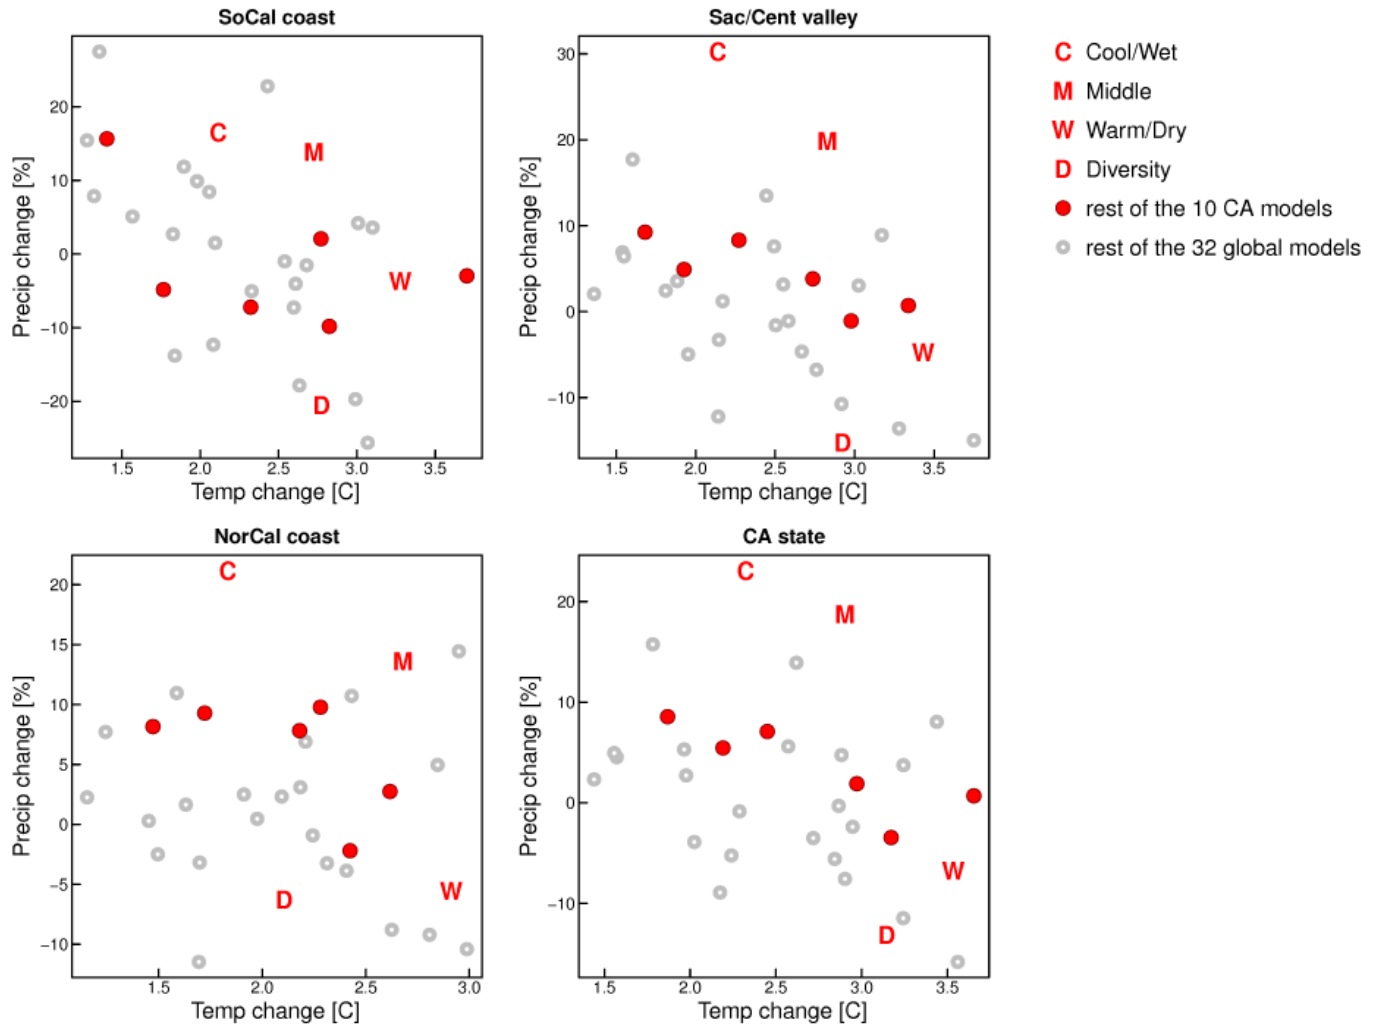 SoCal coast
20
10
0
−10
−20
Precip change [%]
C
M
W
D
1.5 2.0 2.5 3.0 3.5
Temp change [C]
Sac/Cent valley
30
20
10
0
−10
Precip change [%]
C
M
W
D
1.5 2.0 2.5 3.0 3.5
Temp change [C]
C Cool/Wet
M Middle
W Warm/Dry
D Diversity
rest of the 10 CA models
rest of the 32 global models
NorCal coast
20
15
10
5
0
−5
−10
Precip change [%]
C
M
W
D
1.5 2.0 2.5 3.0
Temp change [C]
CA state
20
10
0
−10
Precip change [%]
C
M
W
D
1.5 2.0 2.5 3.0 3.5
Temp change [C]